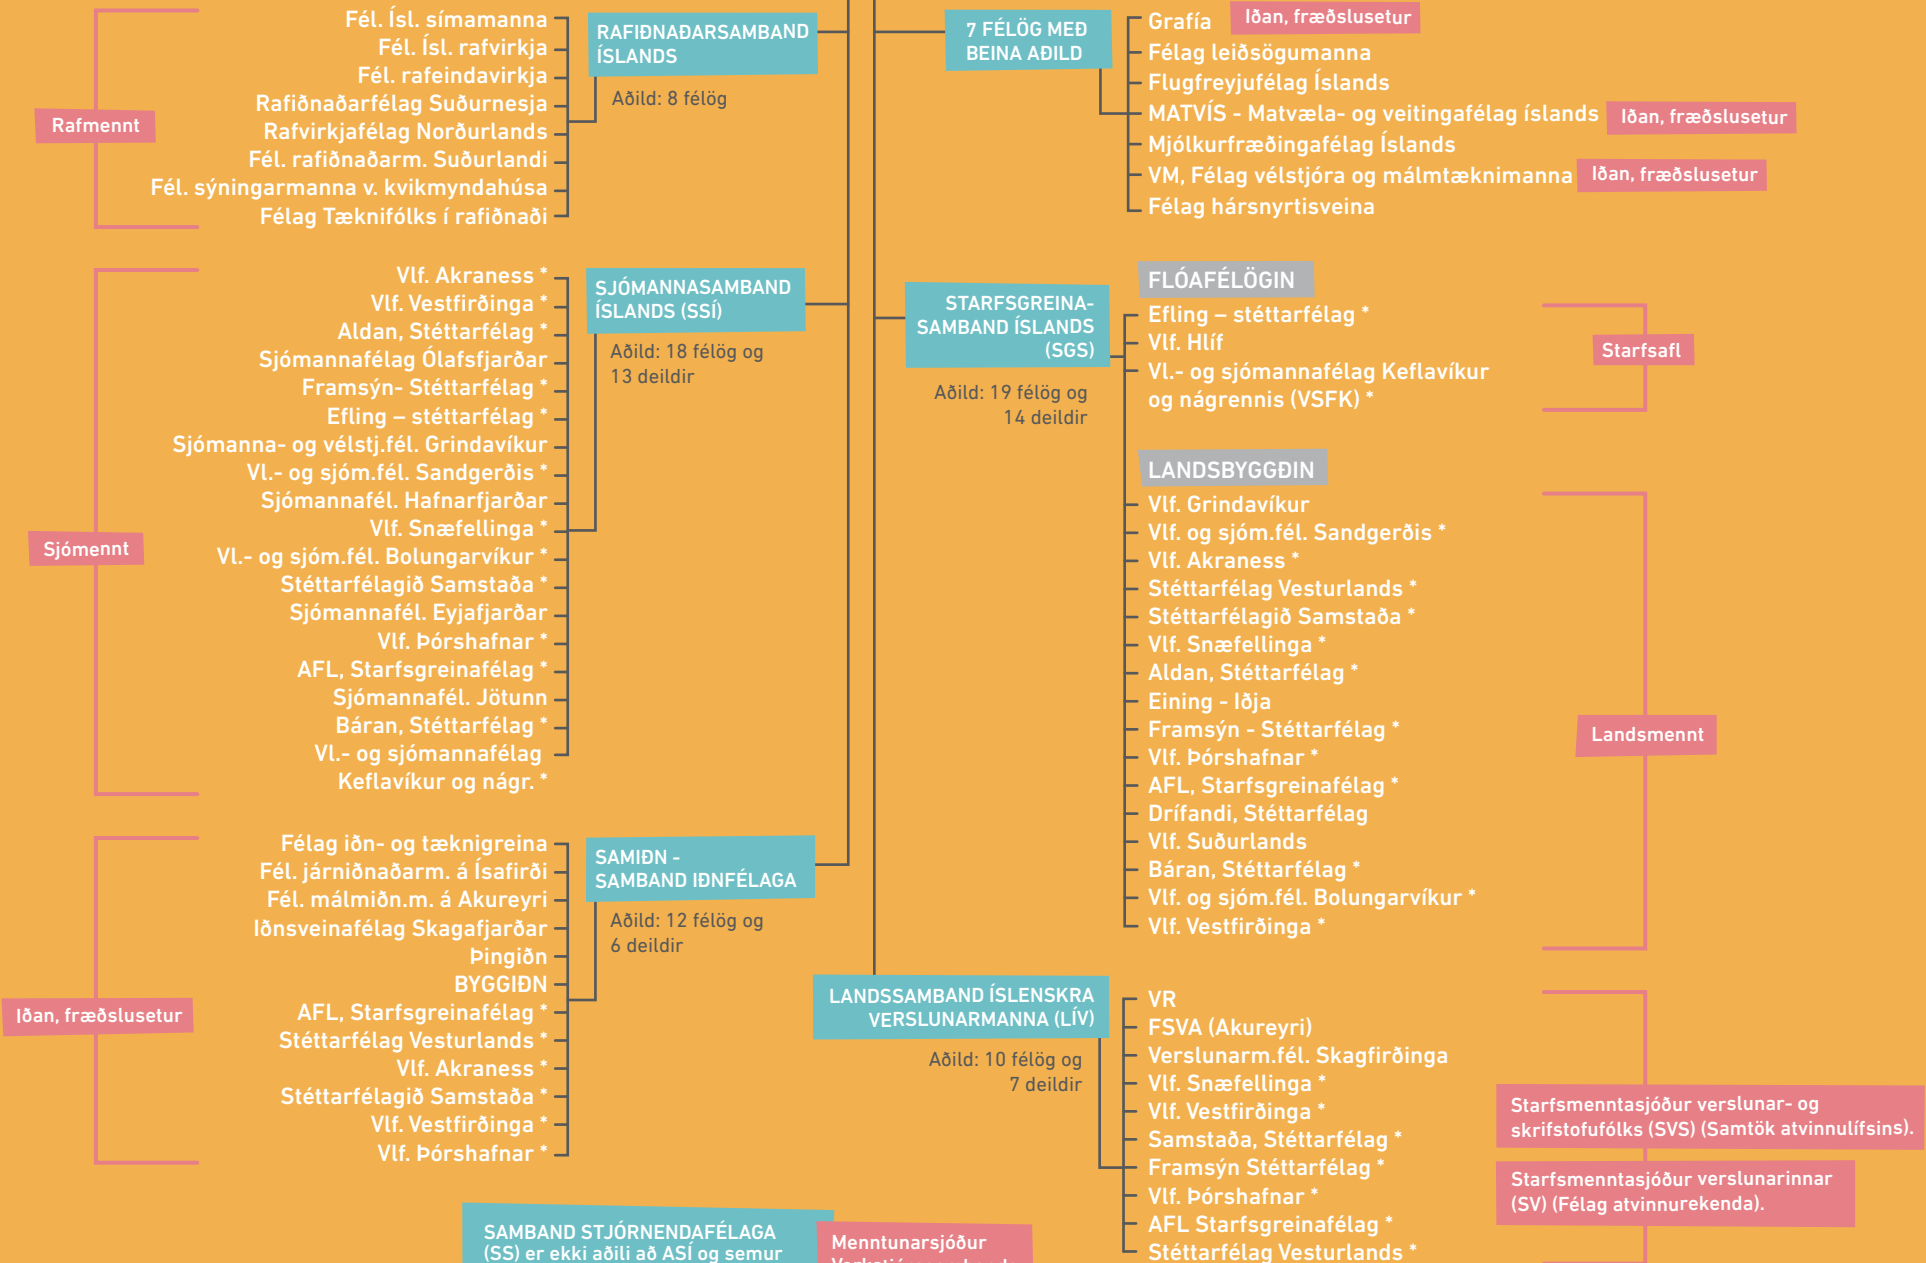 Fél. Ísl. símamanna
Fél. Ísl. rafvirkja
Fél. rafeindavirkja
Rafiðnaðarfélag Suðurnesja
Rafvirkjafélag Norðurlands
Fél. rafiðnaðarm. Suðurlandi
Fél. sýningarmanna v. kvikmyndahúsa
Félag Tæknifólks í rafiðnaði
Rafmennt
RAFIÐNAÐARSAMBAND
ÍSLANDS
Aðild: 8 félög
Vlf. Akraness *
Vlf. Vestfirðinga *
Aldan, Stéttarfélag *
Sjómannafélag Ólafsfjarðar
Framsýn- Stéttarfélag *
Efling – stéttarfélag *
Sjómanna- og vélstj.fél. Grindavíkur
Vl.- og sjóm.fél. Sandgerðis *
Sjómannafél. Hafnarfjarðar
Vlf. Snæfellinga *
Vl.- og sjóm.fél. Bolungarvíkur *
Stéttarfélagið Samstaða *
Sjómannafél. Eyjafjarðar
Vlf. Þórshafnar *
AFL, Starfsgreinafélag *
Sjómannafél. Jötunn
Báran, Stéttarfélag *
Vl.- og sjómannafélag
Keflavíkur og nágr. *
Sjómennt
SJÓMANNASAMBAND
ÍSLANDS (SSÍ)
Aðild: 18 félög og
13 deildir
Félag iðn- og tæknigreina
Fél. járniðnaðarm. á Ísafirði
Fél. málmiðn.m. á Akureyri
Iðnsveinafélag Skagafjarðar
Þingiðn
BYGGIÐN
AFL, Starfsgreinafélag *
Stéttarfélag Vesturlands *
Vlf. Akraness *
Stéttarfélagið Samstaða *
Vlf. Vestfirðinga *
Vlf. Þórshafnar *
Iðan, fræðslusetur
SAMIÐN -
SAMBAND IÐNFÉLAGA
Aðild: 12 félög og
6 deildir
7 FÉLÖG MEÐ
BEINA AÐILD
Grafía
Iðan, fræðslusetur
Félag leiðsögumanna
Flugfreyjufélag Íslands
MATVÍS - Matvæla- og veitingafélag íslands
Iðan, fræðslusetur
Mjólkurfræðingafélag Íslands
VM, Félag vélstjóra og málmtæknimanna
Iðan, fræðslusetur
Félag hársnyrtisveina
STARFSGREINA-
SAMBAND ÍSLANDS
(SGS)
Aðild: 19 félög og
14 deildir
FLÓAFÉLÖGIN
Efling – stéttarfélag *
Vlf. Hlíf
Vl.- og sjómannafélag Keflavíkur
og nágrennis (VSFK) *
Starfsafl
LANDSBYGGÐIN
Vlf. Grindavíkur
Vlf. og sjóm.fél. Sandgerðis *
Vlf. Akraness *
Stéttarfélag Vesturlands *
Stéttarfélagið Samstaða *
Vlf. Snæfellinga *
Aldan, Stéttarfélag *
Eining - Iðja
Framsýn - Stéttarfélag *
Vlf. Þórshafnar *
AFL, Starfsgreinafélag *
Drífandi, Stéttarfélag
Vlf. Suðurlands
Báran, Stéttarfélag *
Vlf. og sjóm.fél. Bolungarvíkur *
Vlf. Vestfirðinga *
Landsmennt
LANDSSAMBAND ÍSLENSKRA
VERSLUNARMANNA (LÍV)
Aðild: 10 félög og
7 deildir
VR
FSVA (Akureyri)
Verslunarm.fél. Skagfirðinga
Vlf. Snæfellinga *
Vlf. Vestfirðinga *
Samstaða, Stéttarfélag *
Framsýn Stéttarfélag *
Vlf. Þórshafnar *
AFL Starfsgreinafélag *
Stéttarfélag Vesturlands *
Starfsmenntasjóður verslunar- og
skrifstofufólks (SVS) (Samtök atvinnulífsins).
Starfsmenntasjóður verslunarinnar
(SV) (Félag atvinnurekenda).
SAMBAND STJÓRNENDAFÉLAGA
(SS) er ekki aðili að ASÍ og semur
Menntunarsjóður